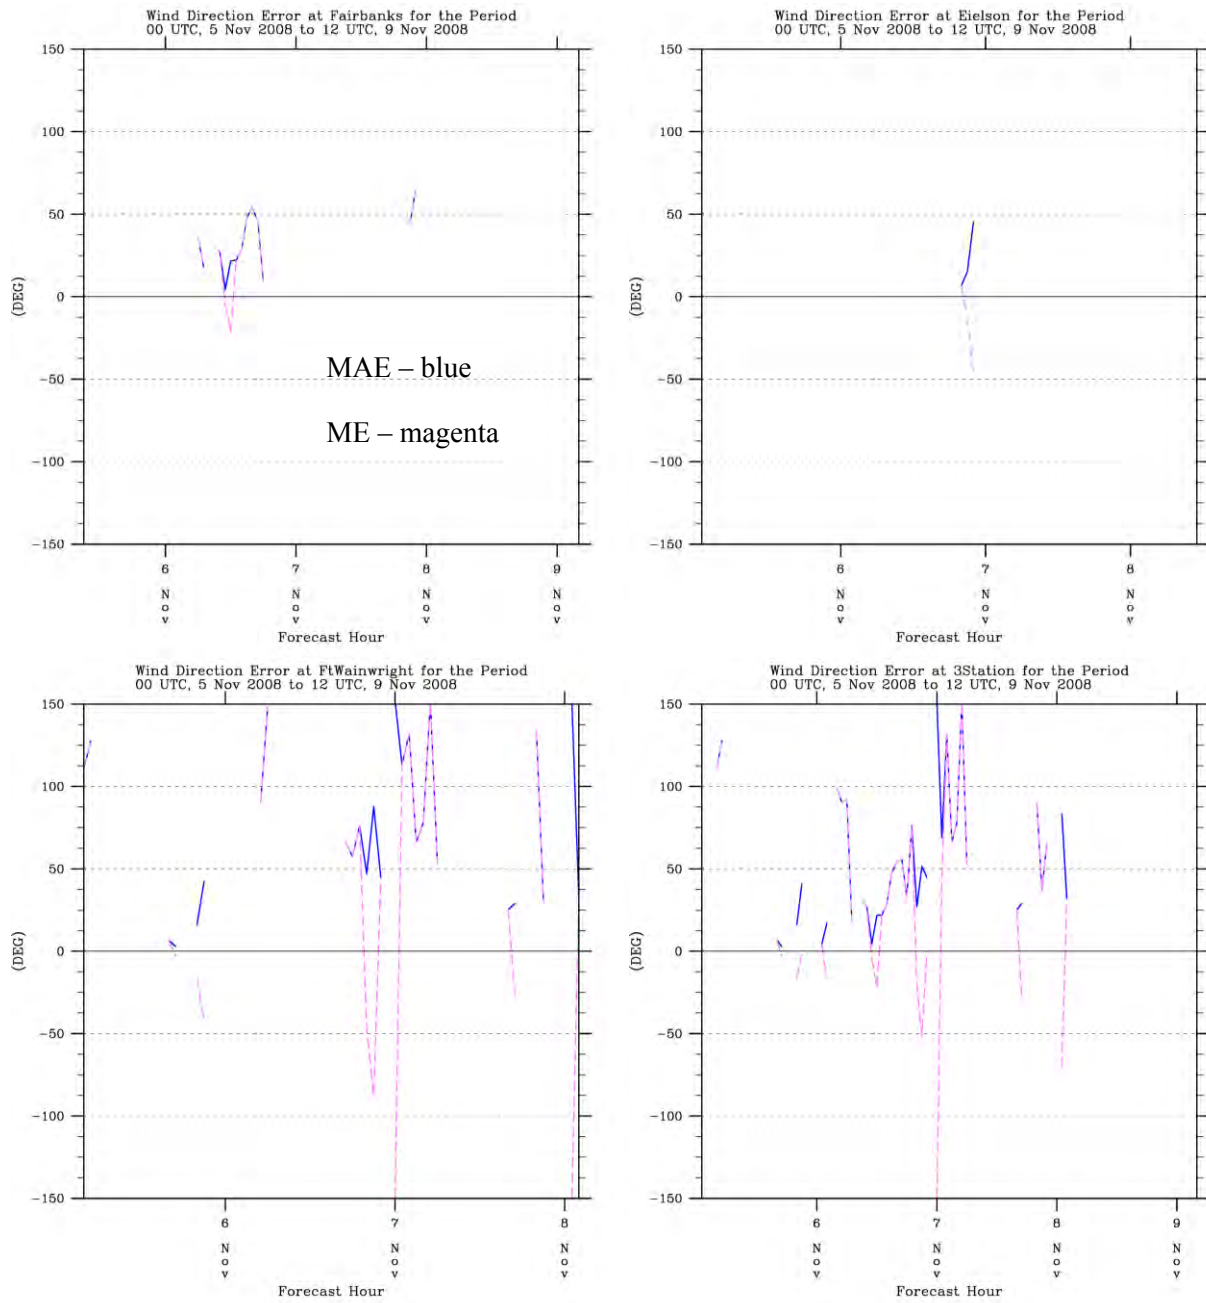 Wind Direction Error at Fairbanks for the Period
00 UTC, 5 Nov 2008 to 12 UTC, 9 Nov 2008
150
100
50
0
-50
-100
-150
(DEG)
MAE – blue
ME – magenta
6 7 8 9
N N N N
o o o o
v v v v
Forecast Hour
Wind Direction Error at Eielson for the Period
00 UTC, 5 Nov 2008 to 12 UTC, 9 Nov 2008
150
100
50
0
-50
-100
-150
(DEG)
6 7 8
N N N
o o o
v v v
Forecast Hour
Wind Direction Error at FtWainwright for the Period
00 UTC, 5 Nov 2008 to 12 UTC, 9 Nov 2008
150
100
50
0
-50
-100
-150
(DEG)
6 7 8
N N N
o o o
v v v
Forecast Hour
Wind Direction Error at 3Station for the Period
00 UTC, 5 Nov 2008 to 12 UTC, 9 Nov 2008
150
100
50
0
-50
-100
-150
(DEG)
6 7 8 9
N N N N
o o o o
v v v v
Forecast Hour